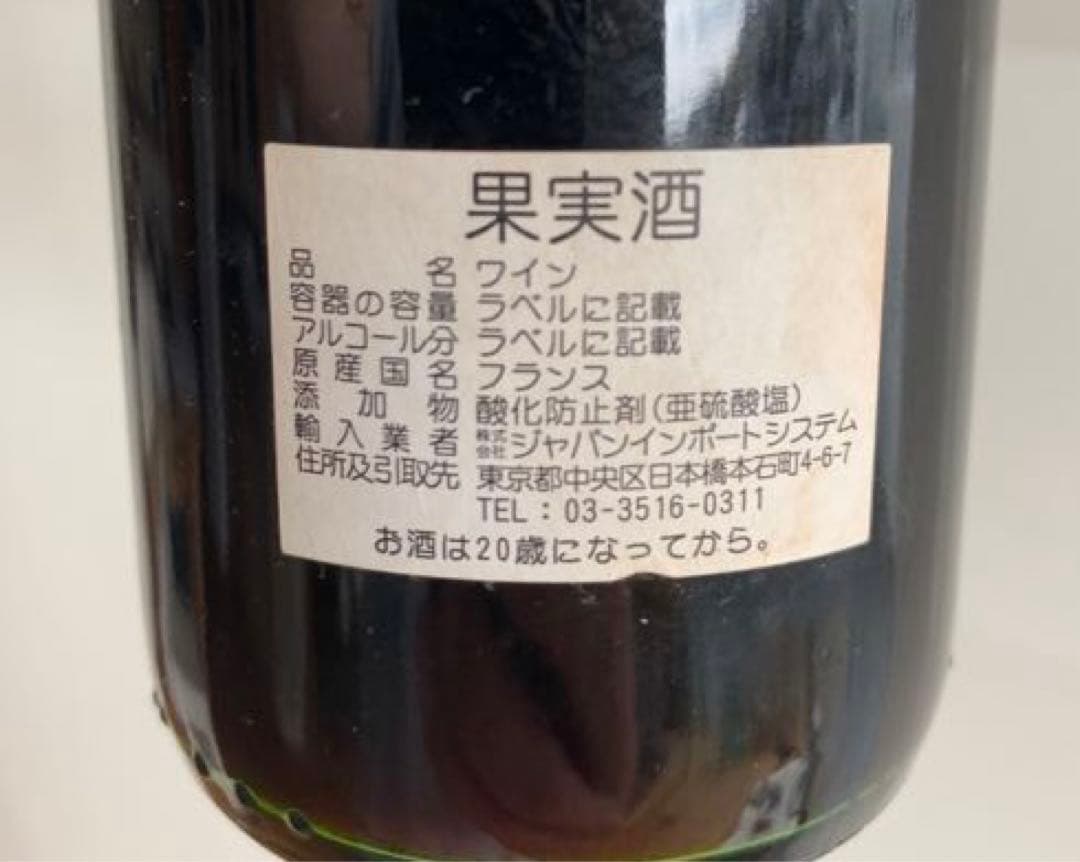 果実酒
品名 ワイン
容器の容量 ラベルに記載
アルコール分 ラベルに記載
原産国名 フランス
添加物 酸化防止剤(亜硫酸塩)
輸入業者 株式会社ジャパンインポートシステム
住所及引取先 東京都中央区日本橋本石町4-6-7
TEL：03-3516-0311
お酒は20歳になってから。